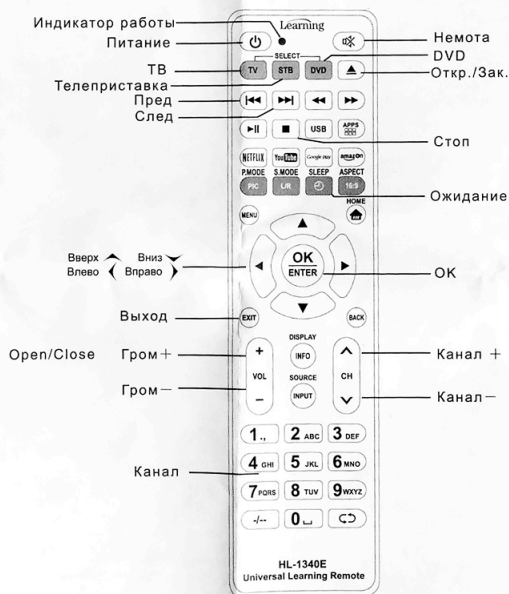 Индикатор работы
Learning
Питание
Немота
SELECT
DVD
ТВ
TV
STB
DVD
Откр./Зак.
Телеприставка
Пред
След
USB
APPS
Стоп
NETFLIX
YouTube
Google play
amazon
P.MODE
S.MODE
SLEEP
ASPECT
PIC
L/R
16:9
Ожидание
HOME
MENU
Вверх
Вниз
Влево
Вправо
OK
ENTER
OK
Выход
EXIT
BACK
DISPLAY
Open/Close
Гром+
+
INFO
Канал +
VOL
SOURCE
CH
Гром−
−
INPUT
Канал−
1.,
2 ABC
3 DEF
4 GHI
5 JKL
6 MNO
Канал
7 PQRS
8 TUV
9 WXYZ
-/--
0
HL-1340E
Universal Learning Remote